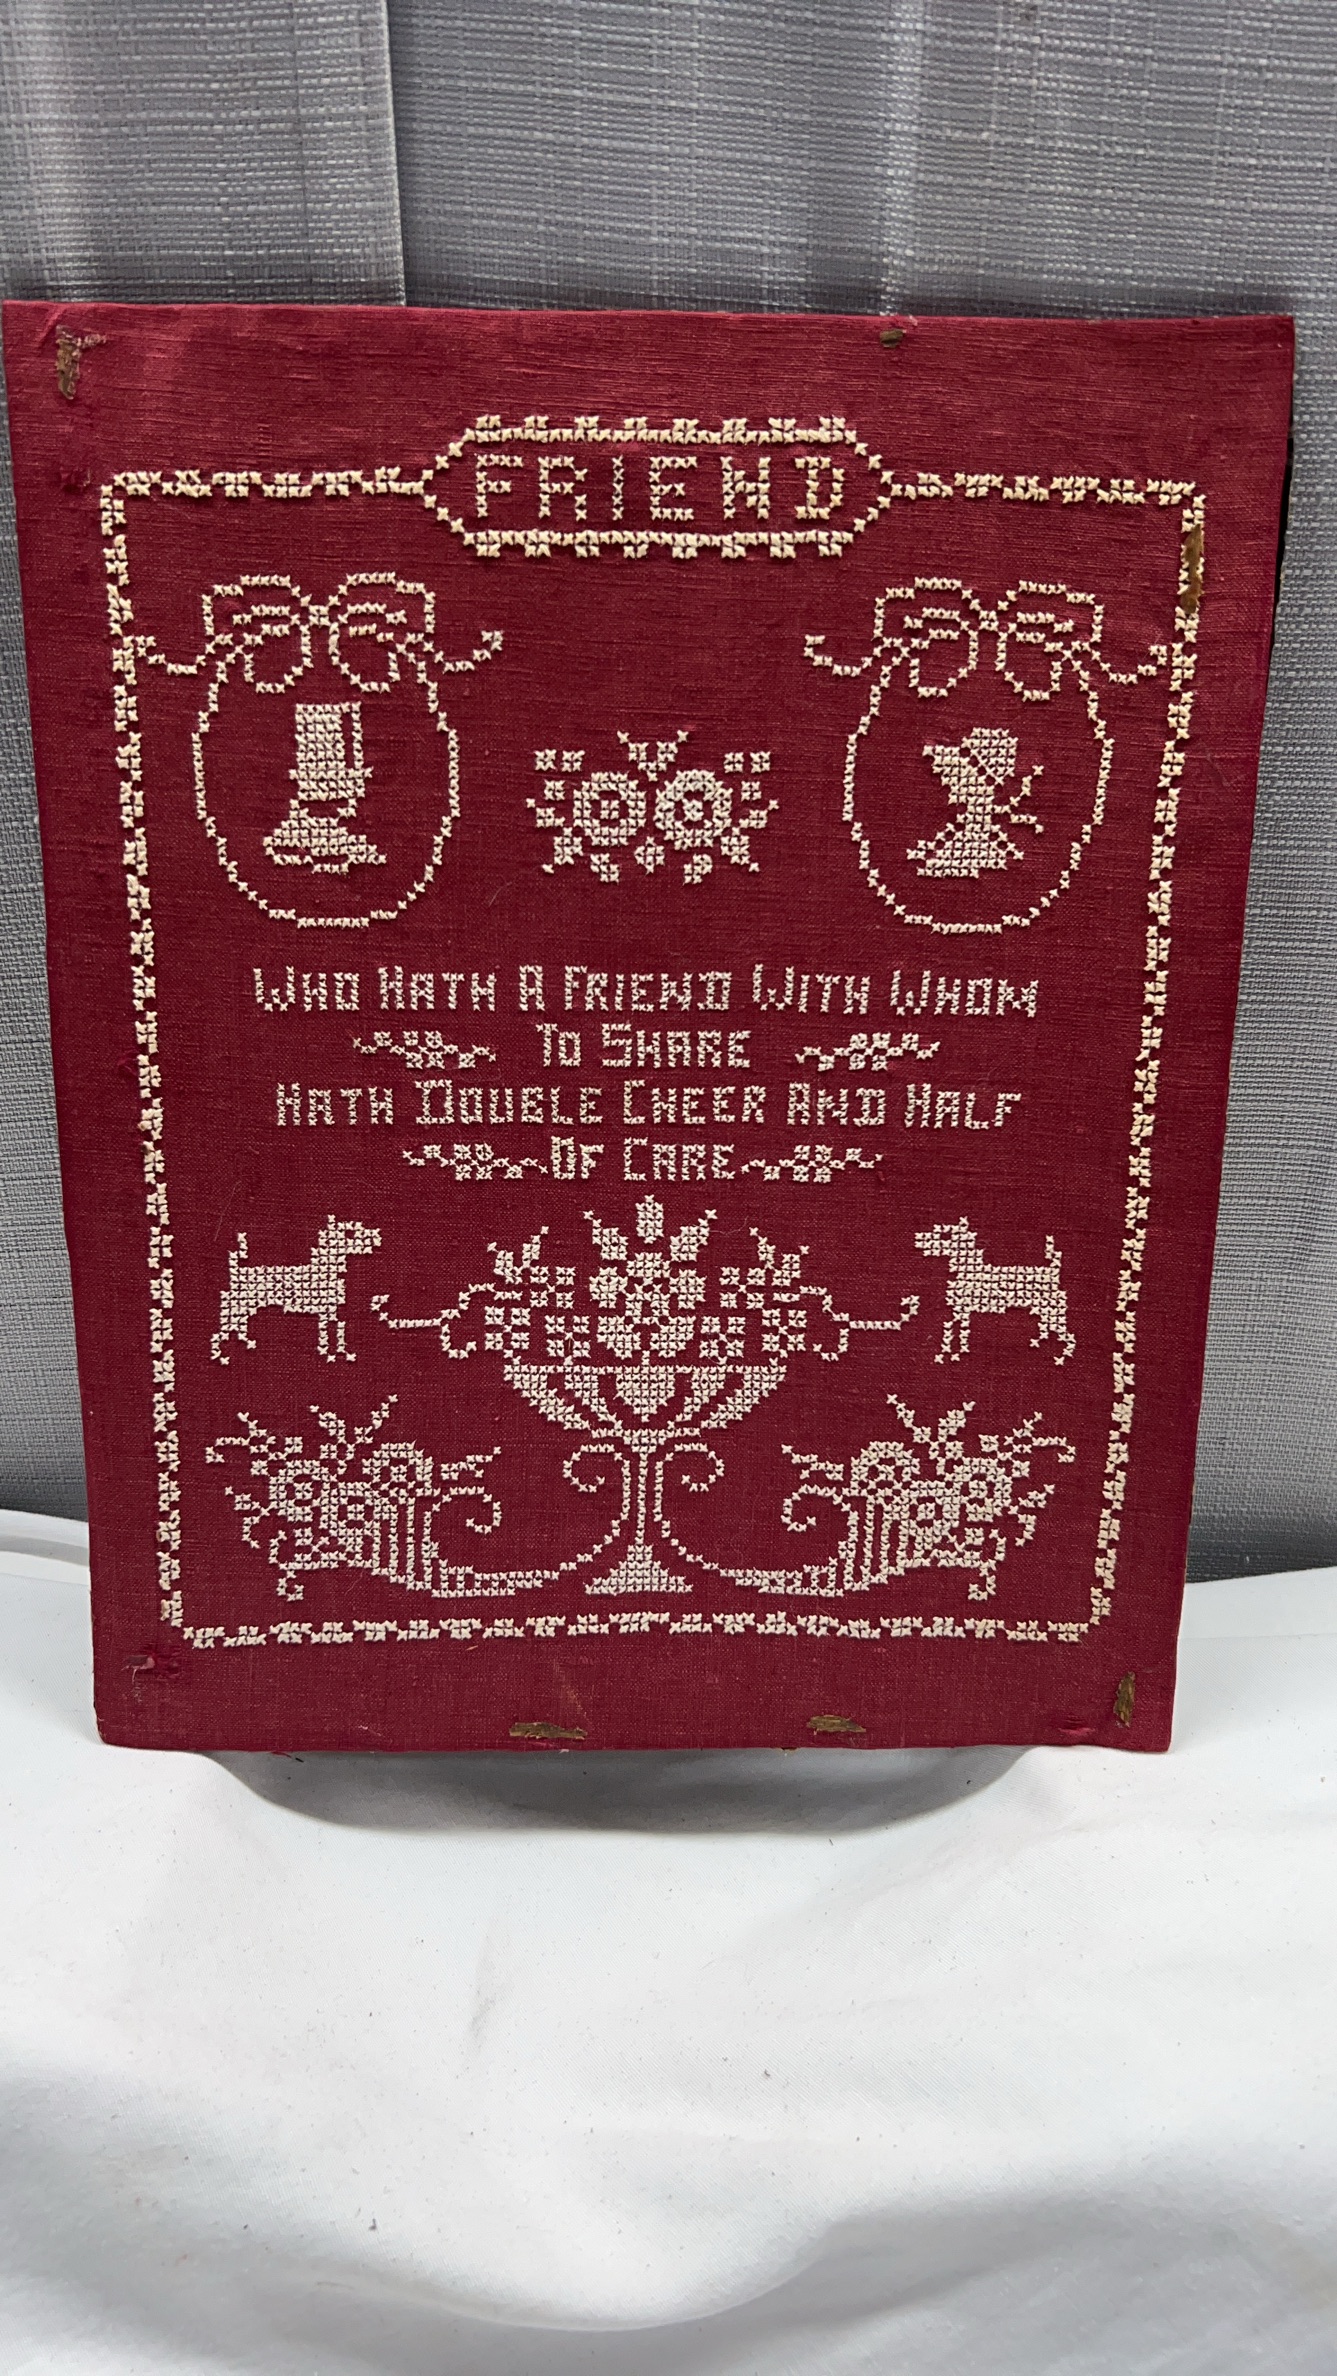 FRIEND
WHO HATH A FRIEND WITH WHOM
TO SHARE
HATH DOUBLE CHEER AND HALF
OF CARE